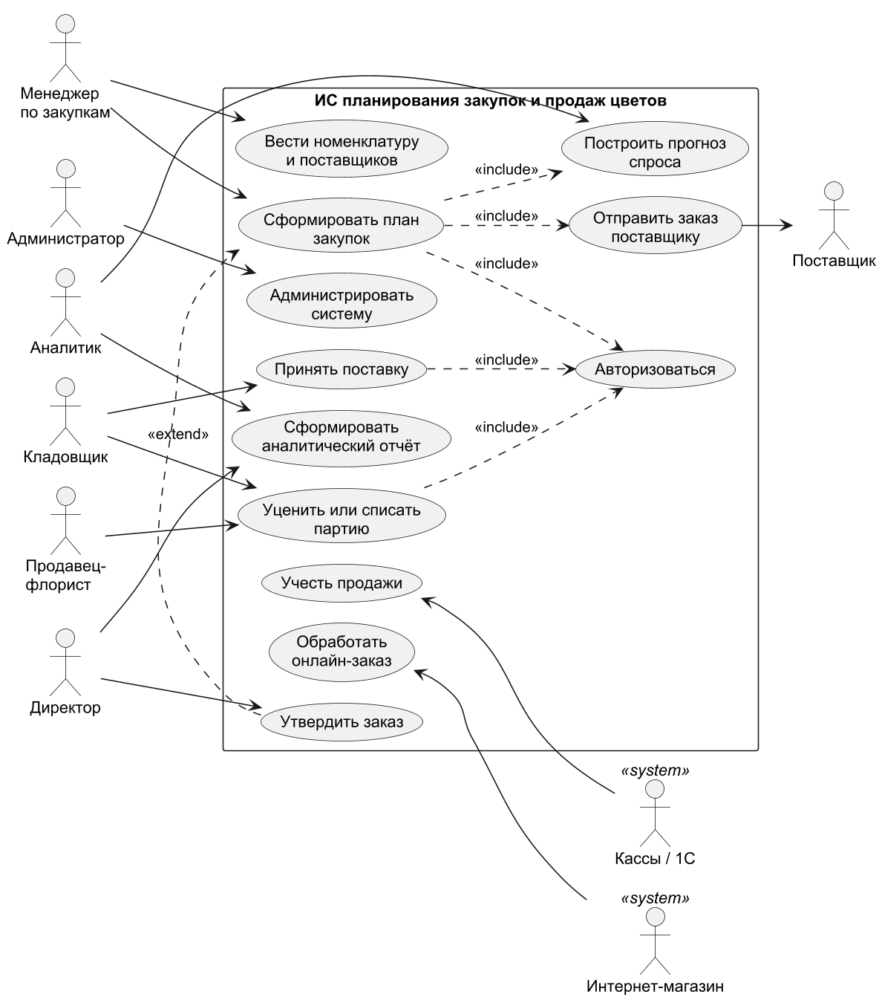 Менеджер
по закупкам
Администратор
Аналитик
Кладовщик
Продавец-
флорист
Директор
ИС планирования закупок и продаж цветов
Вести номенклатуру
и поставщиков
Построить прогноз
спроса
«include»
Сформировать план
закупок
«include»
Отправить заказ
поставщику
Поставщик
«include»
Администрировать
систему
Принять поставку
«include»
Авторизоваться
Сформировать
аналитический отчёт
«include»
«extend»
Уценить или списать
партию
Учесть продажи
Обработать
онлайн-заказ
Утвердить заказ
«system»
Кассы / 1С
«system»
Интернет-магазин